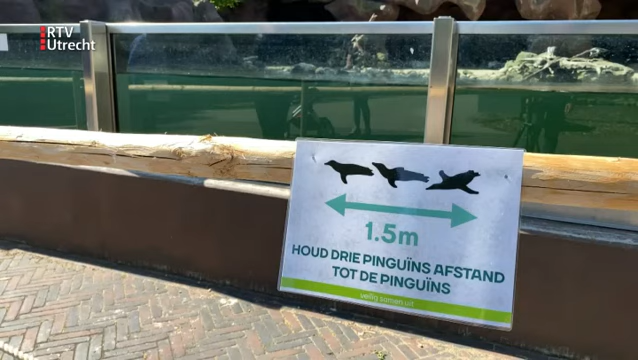 RTV
Utrecht
1.5m
HOUD DRIE PINGUÏNS AFSTAND
TOT DE PINGUÏNS
veilig samen uit